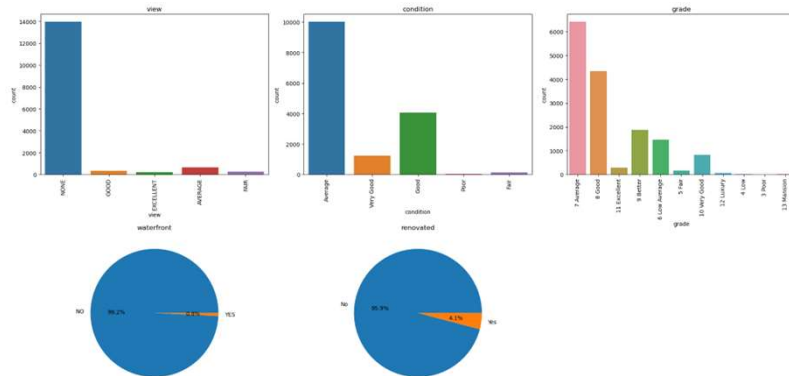 view
count
14000
12000
10000
8000
6000
4000
2000
0
NONE
GOOD
EXCELLENT
AVERAGE
FAIR
view
condition
count
10000
8000
6000
4000
2000
0
Average
Very Good
Good
Poor
Fair
condition
grade
count
6000
5000
4000
3000
2000
1000
0
7 Average
8 Good
11 Excellent
9 Better
6 Low Average
5 Fair
10 Very Good
12 Luxury
4 Low
3 Poor
13 Mansion
grade
waterfront
NO
99.2%
0.8%
YES
renovated
No
95.9%
4.1%
Yes